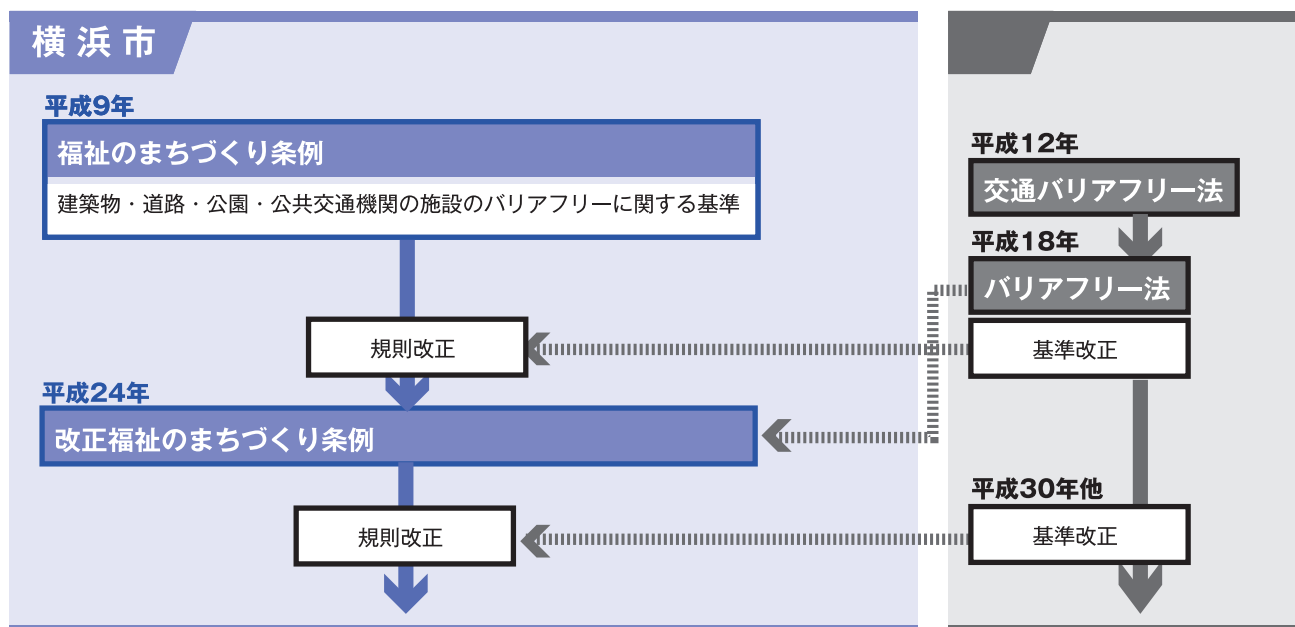 横浜市
平成9年
福祉のまちづくり条例
建築物・道路・公園・公共交通機関の施設のバリアフリーに関する基準
規則改正
平成24年
改正福祉のまちづくり条例
規則改正
平成12年
交通バリアフリー法
平成18年
バリアフリー法
基準改正
平成30年他
基準改正